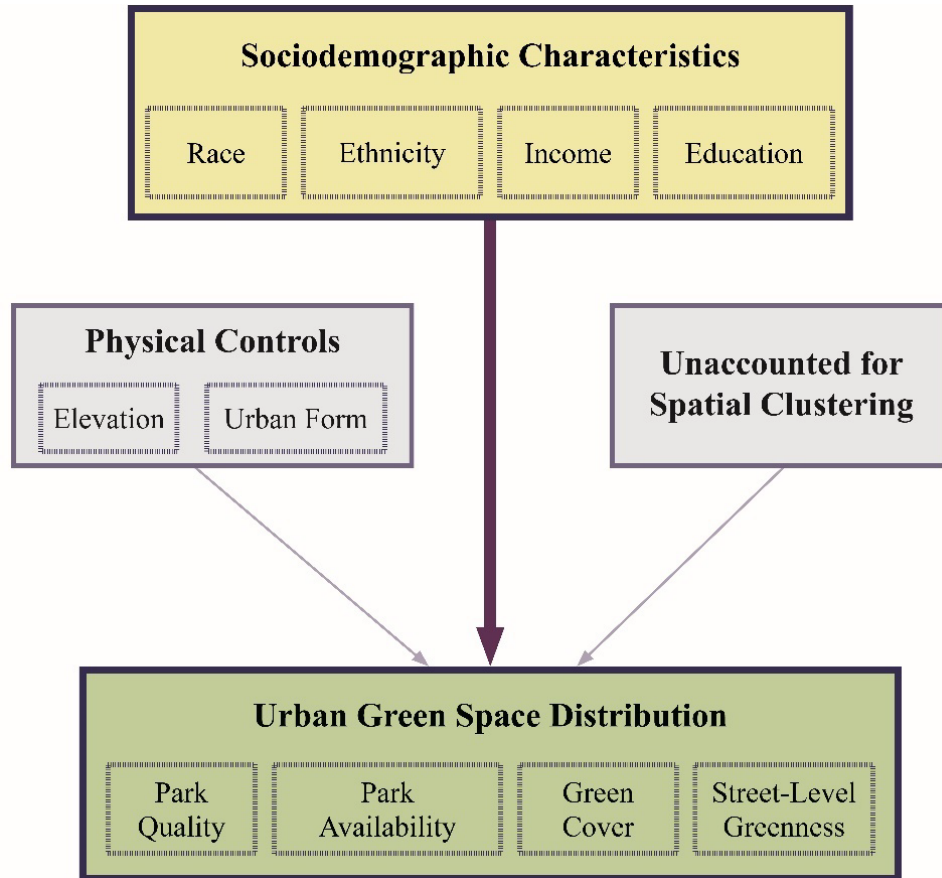 Sociodemographic Characteristics
Race
Ethnicity
Income
Education
Physical Controls
Elevation
Urban Form
Unaccounted for
Spatial Clustering
Urban Green Space Distribution
Park
Quality
Park
Availability
Green
Cover
Street-Level
Greenness